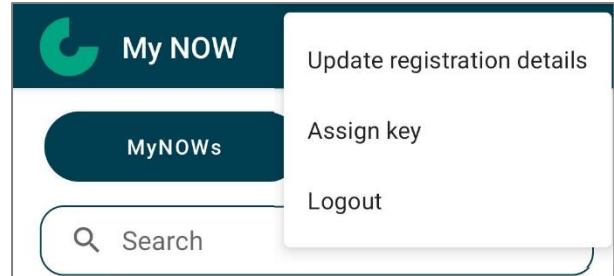 My NOW
Update registration details
Assign key
Logout
MyNOWs
Search